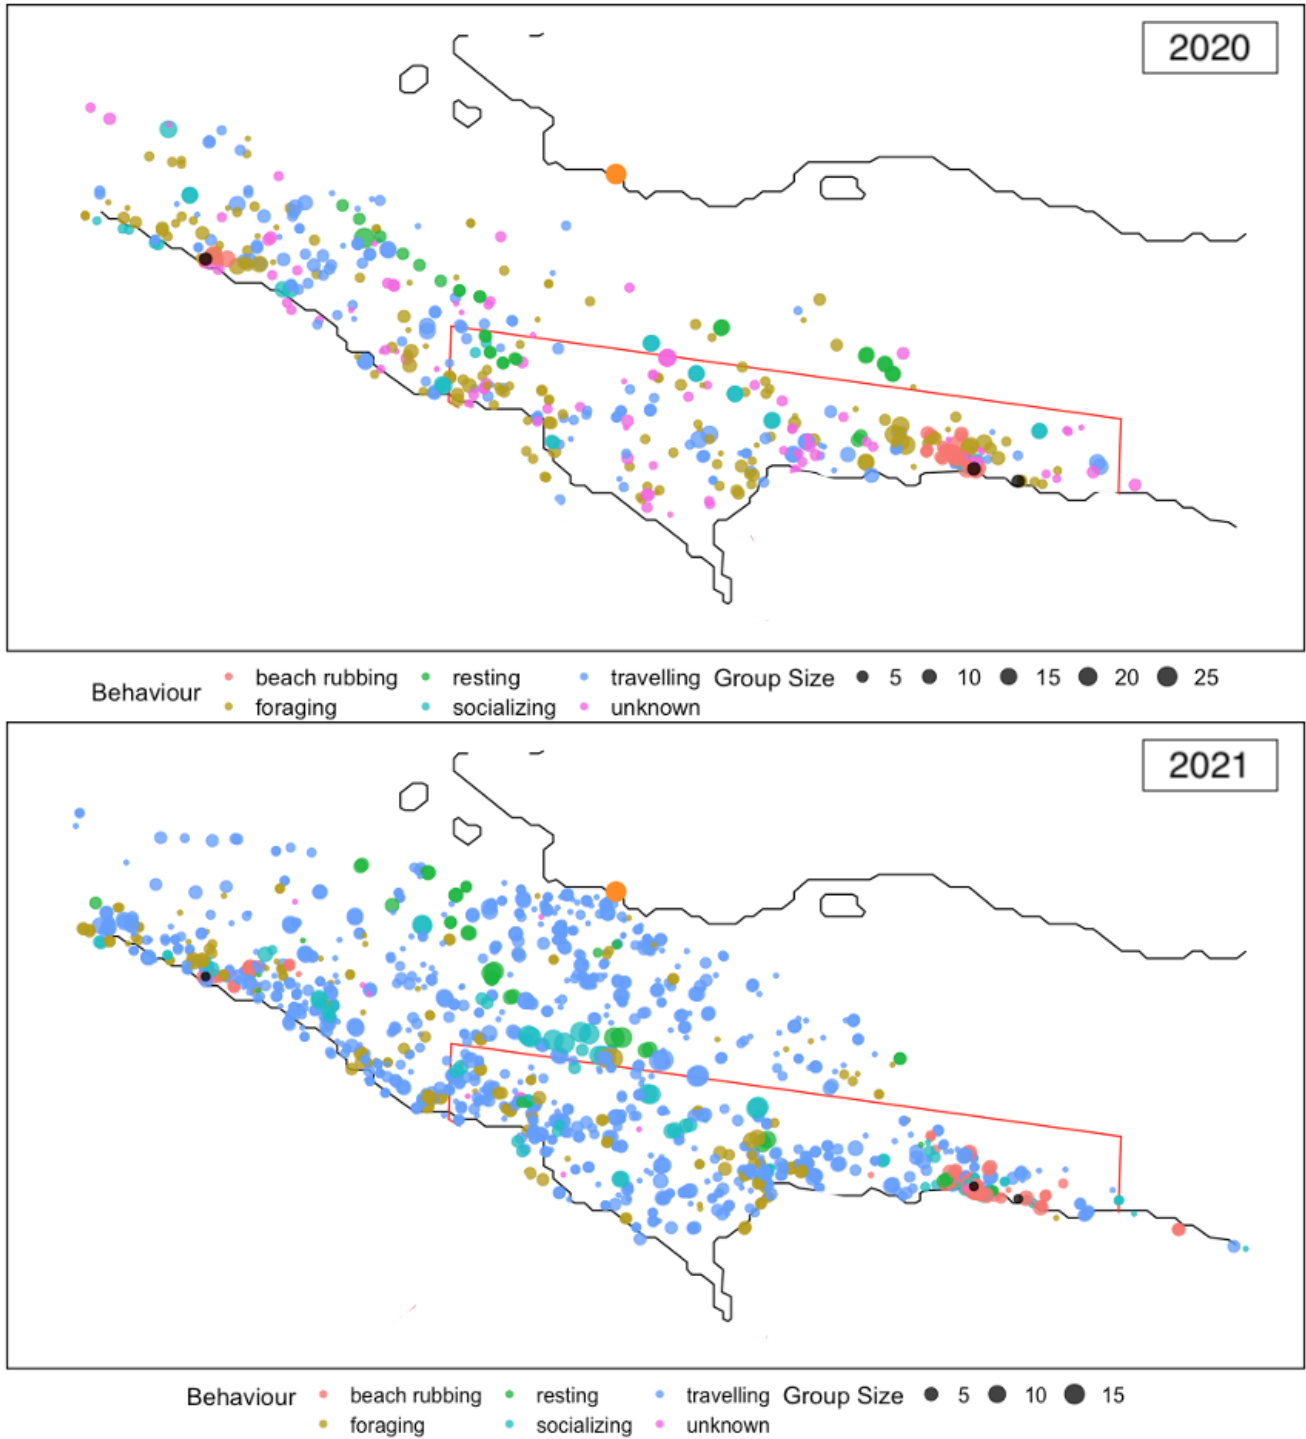 2020
Behaviour beach rubbing resting travelling Group Size 5 10 15 20 25
foraging socializing unknown
2021
Behaviour beach rubbing resting travelling Group Size 5 10 15
foraging socializing unknown